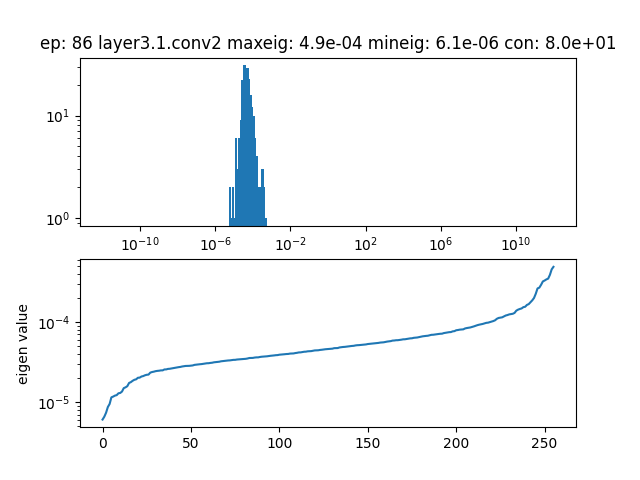 ep: 86 layer3.1.conv2 maxeig: 4.9e-04 mineig: 6.1e-06 con: 8.0e+01
10¹
10⁰
10⁻¹⁰ 10⁻⁶ 10⁻² 10² 10⁶ 10¹⁰
eigen value
10⁻⁴
10⁻⁵
0 50 100 150 200 250